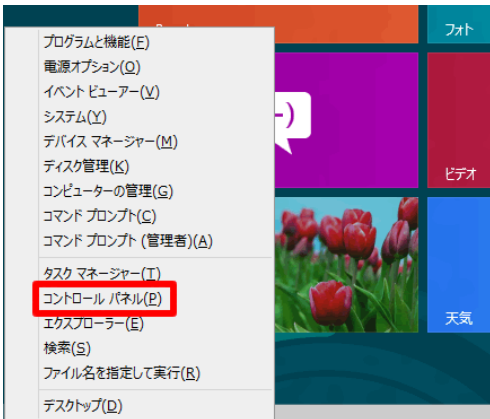 プログラムと機能(F)
電源オプション(O)
イベント ビューアー(V)
システム(Y)
デバイス マネージャー(M)
ディスク管理(K)
コンピューターの管理(G)
コマンド プロンプト(C)
コマンド プロンプト (管理者)(A)
タスク マネージャー(T)
コントロール パネル(P)
エクスプローラー(E)
検索(S)
ファイル名を指定して実行(R)
デスクトップ(D)
フォト
:-)
ビデオ
天気